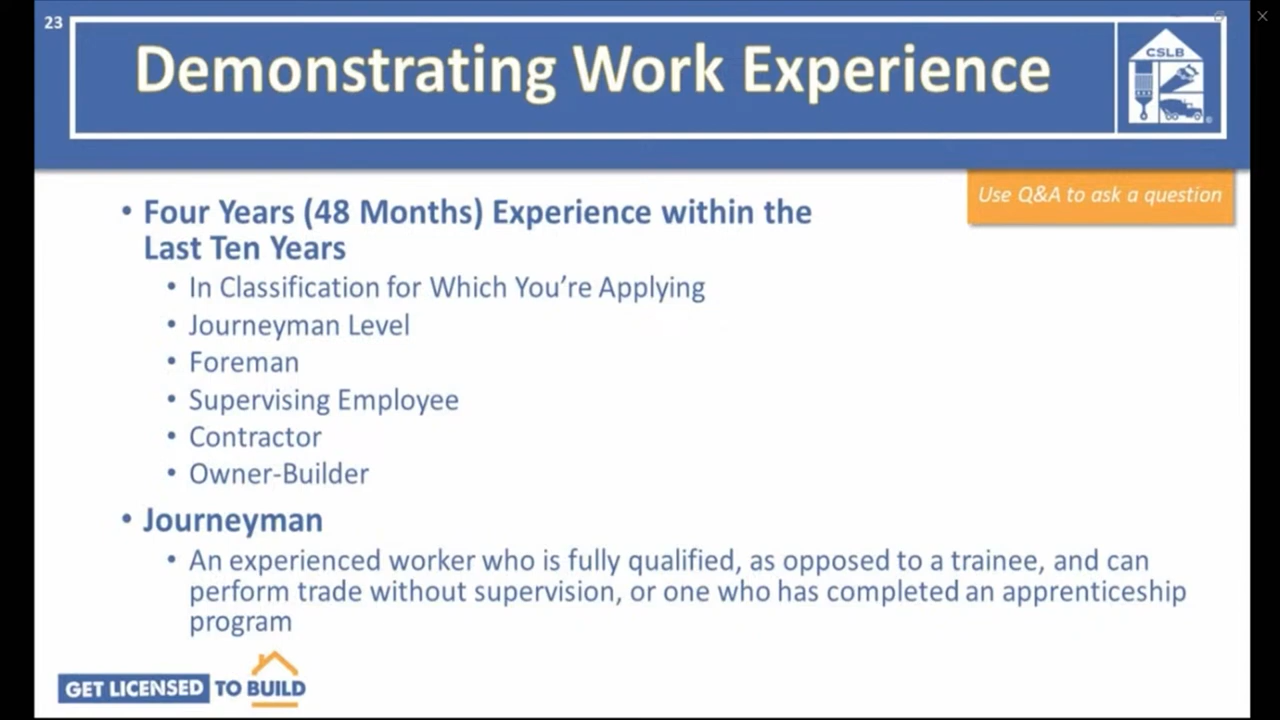 23
Demonstrating Work Experience
CSLB
Use Q&A to ask a question
• Four Years (48 Months) Experience within the
Last Ten Years
• In Classification for Which You're Applying
• Journeyman Level
• Foreman
• Supervising Employee
• Contractor
• Owner-Builder
• Journeyman
• An experienced worker who is fully qualified, as opposed to a trainee, and can
perform trade without supervision, or one who has completed an apprenticeship
program
GET LICENSED TO BUILD